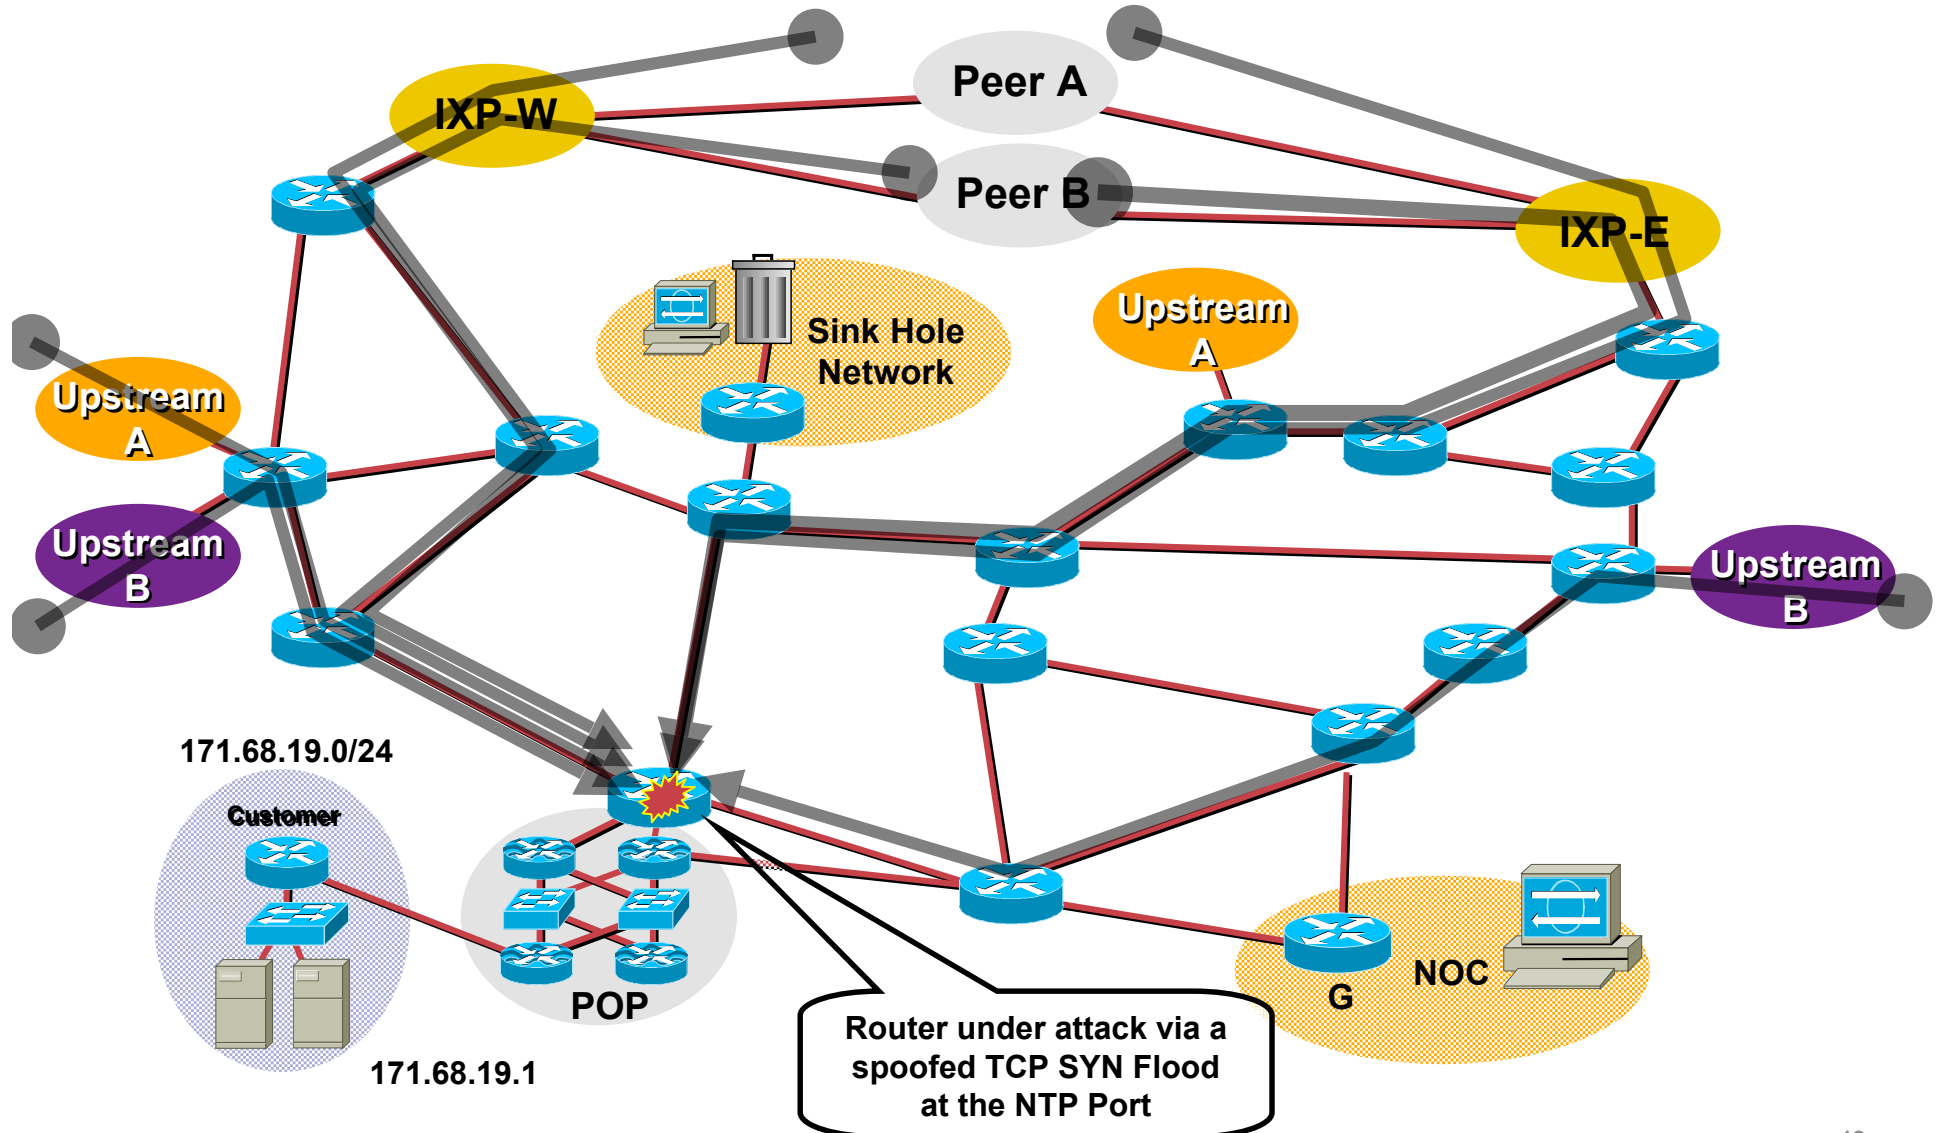 Peer A
IXP-W
Peer B
IXP-E
Upstream
A
Sink Hole
Network
Upstream
A
Upstream
B
Upstream
B
171.68.19.0/24
Customer
POP
171.68.19.1
G
NOC
Router under attack via a
spoofed TCP SYN Flood
at the NTP Port